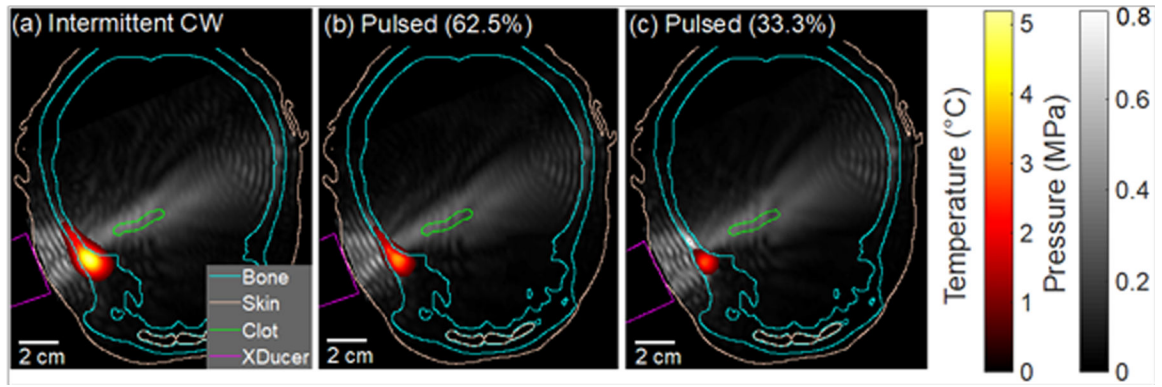 (a) Intermittent CW
(b) Pulsed (62.5%)
(c) Pulsed (33.3%)
Bone
Skin
Clot
XDucer
2 cm
2 cm
2 cm
Temperature (°C)
5
4
3
2
1
0
Pressure (MPa)
0.8
0.6
0.4
0.2
0